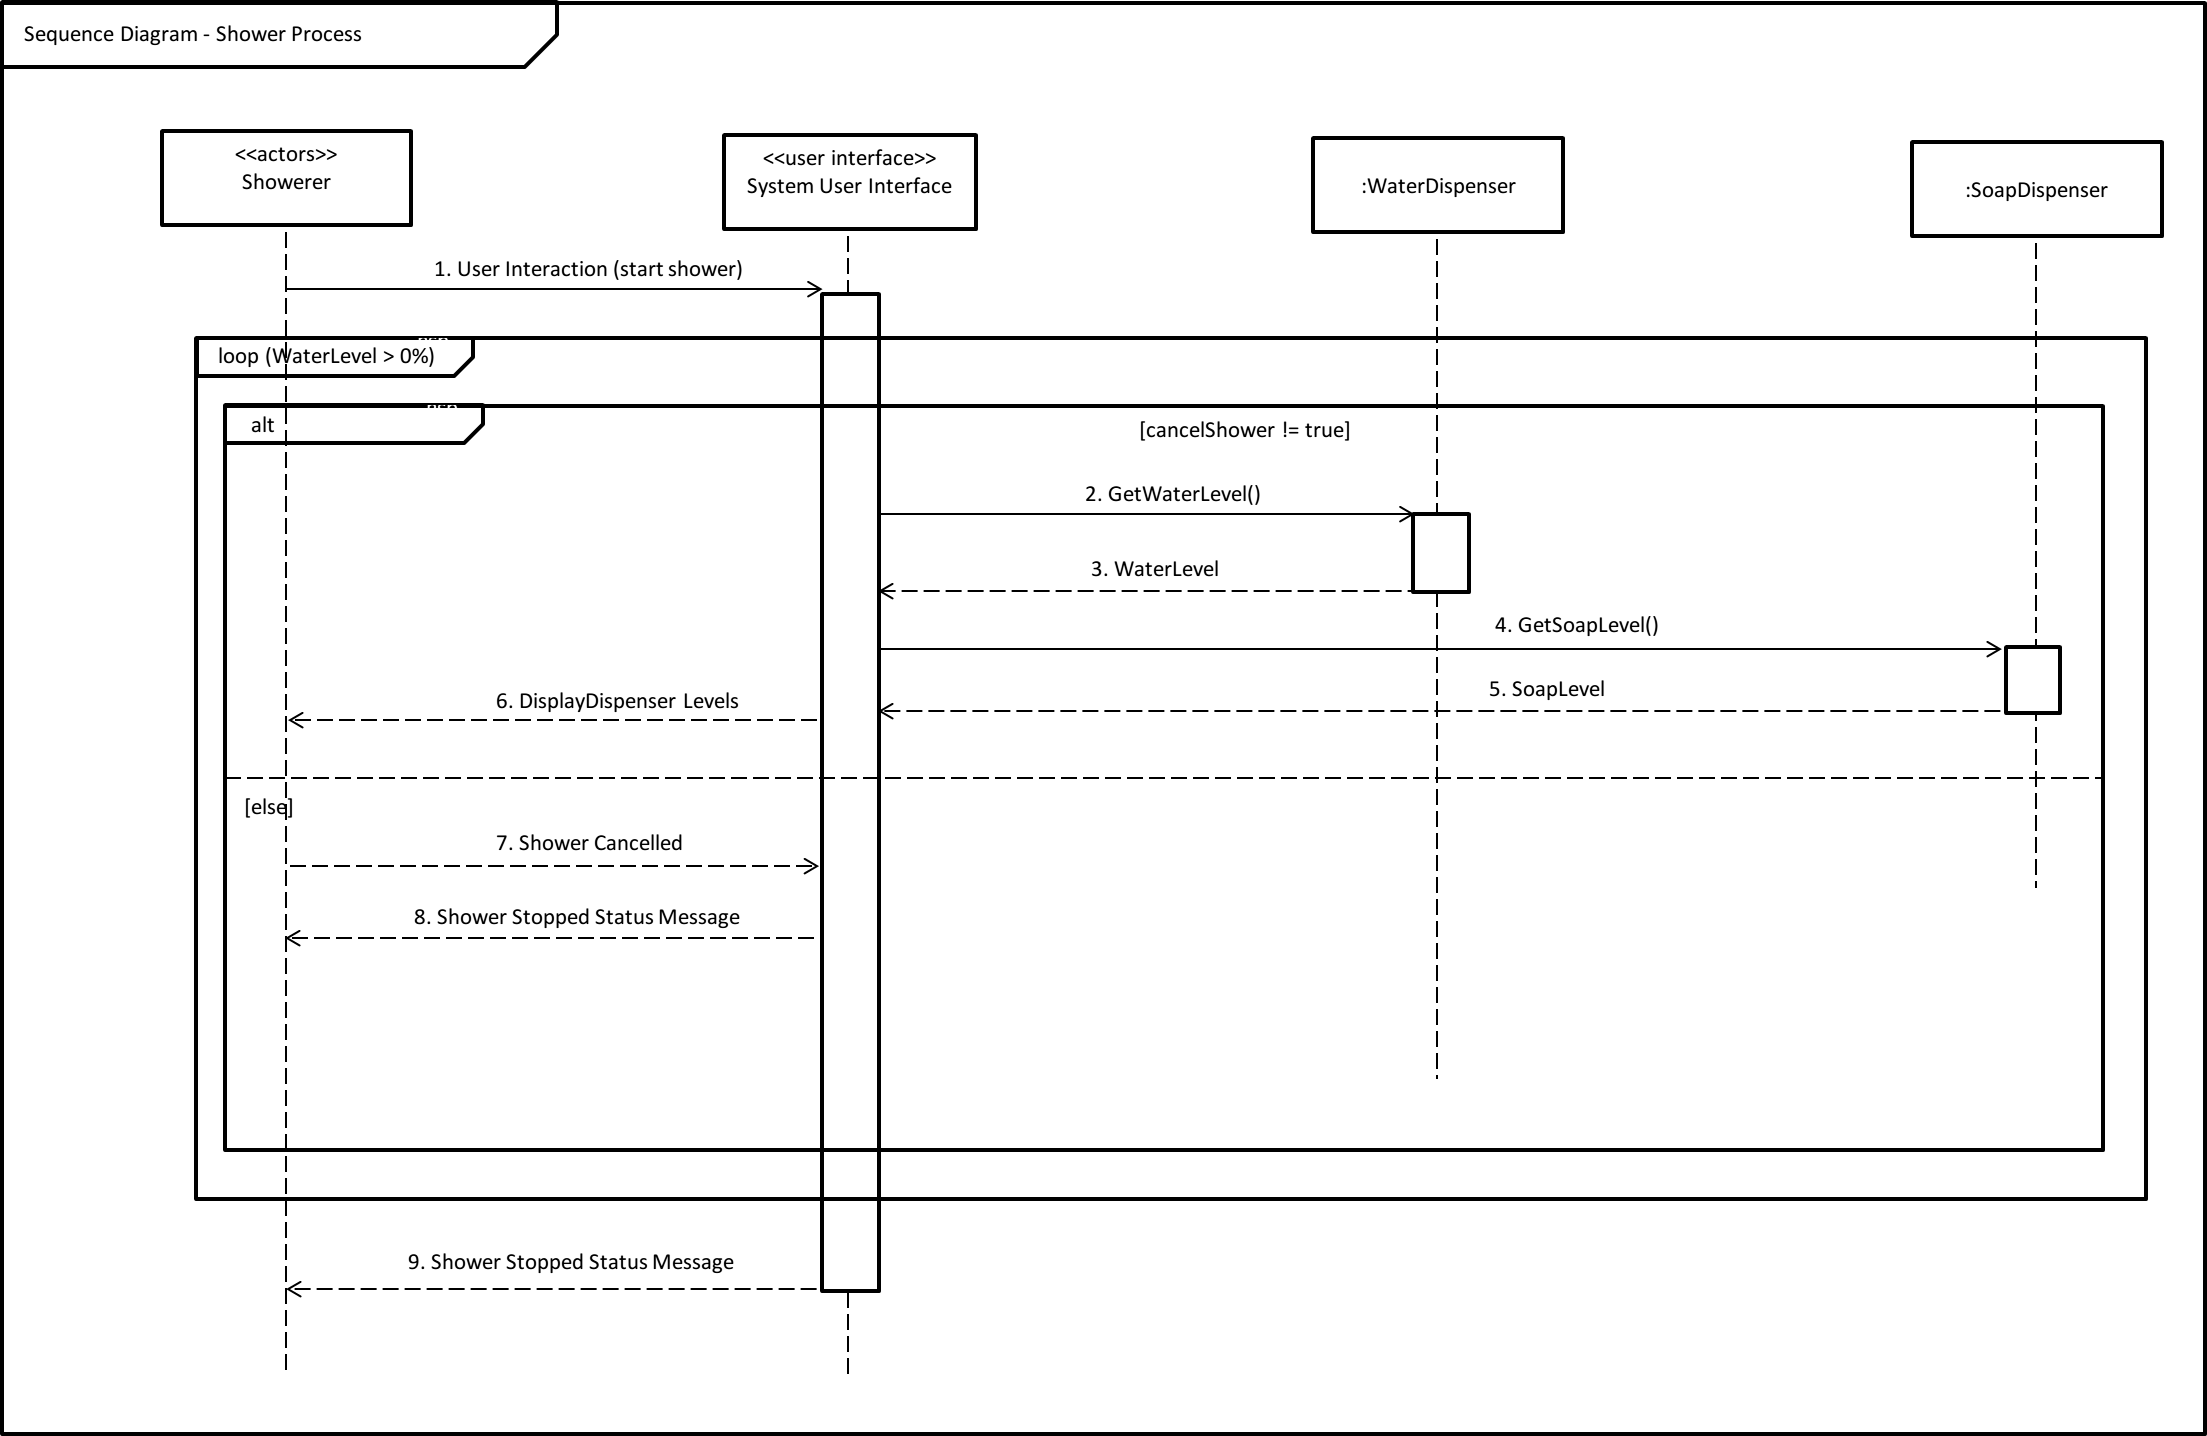 Sequence Diagram - Shower Process
<<actors>>
Showerer
<<user interface>>
System User Interface
:WaterDispenser
:SoapDispenser
1. User Interaction (start shower)
loop (WaterLevel > 0%)
alt
[cancelShower != true]
2. GetWaterLevel()
3. WaterLevel
4. GetSoapLevel()
5. SoapLevel
6. DisplayDispenser Levels
[else]
7. Shower Cancelled
8. Shower Stopped Status Message
9. Shower Stopped Status Message